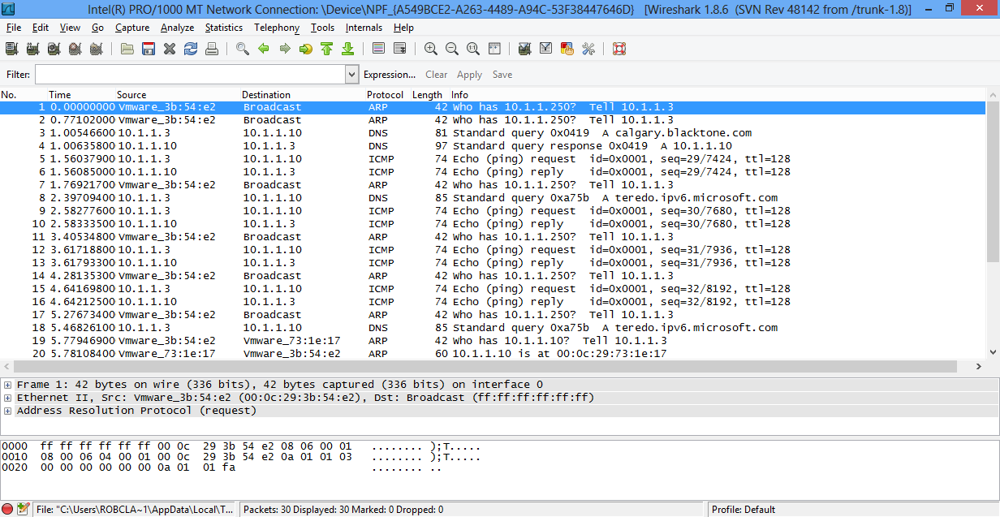 Intel(R) PRO/1000 MT Network Connection: \Device\NPF_{A549BCE2-A263-4489-A94C-53F38447646D} [Wireshark 1.8.6 (SVN Rev 48142 from /trunk-1.8)]
File Edit View Go Capture Analyze Statistics Telephony Tools Internals Help
Filter: Expression... Clear Apply Save
No. Time Source Destination Protocol Length Info
1 0.00000000 Vmware_3b:54:e2 Broadcast ARP 42 Who has 10.1.1.250? Tell 10.1.1.3
2 0.77102000 Vmware_3b:54:e2 Broadcast ARP 42 Who has 10.1.1.250? Tell 10.1.1.3
3 1.00546600 10.1.1.3 10.1.1.10 DNS 81 Standard query 0x0419 A calgary.blacktone.com
4 1.00635800 10.1.1.10 10.1.1.3 DNS 97 Standard query response 0x0419 A 10.1.1.10
5 1.56037900 10.1.1.3 10.1.1.10 ICMP 74 Echo (ping) request id=0x0001, seq=29/7424, ttl=128
6 1.56085000 10.1.1.10 10.1.1.3 ICMP 74 Echo (ping) reply id=0x0001, seq=29/7424, ttl=128
7 1.76921700 Vmware_3b:54:e2 Broadcast ARP 42 Who has 10.1.1.250? Tell 10.1.1.3
8 2.39709400 10.1.1.3 10.1.1.10 DNS 85 Standard query 0xa75b A teredo.ipv6.microsoft.com
9 2.58277600 10.1.1.3 10.1.1.10 ICMP 74 Echo (ping) request id=0x0001, seq=30/7680, ttl=128
10 2.58333500 10.1.1.10 10.1.1.3 ICMP 74 Echo (ping) reply id=0x0001, seq=30/7680, ttl=128
11 3.40534800 Vmware_3b:54:e2 Broadcast ARP 42 Who has 10.1.1.250? Tell 10.1.1.3
12 3.61718800 10.1.1.3 10.1.1.10 ICMP 74 Echo (ping) request id=0x0001, seq=31/7936, ttl=128
13 3.61793300 10.1.1.10 10.1.1.3 ICMP 74 Echo (ping) reply id=0x0001, seq=31/7936, ttl=128
14 4.28135300 Vmware_3b:54:e2 Broadcast ARP 42 Who has 10.1.1.250? Tell 10.1.1.3
15 4.64169800 10.1.1.3 10.1.1.10 ICMP 74 Echo (ping) request id=0x0001, seq=32/8192, ttl=128
16 4.64212500 10.1.1.10 10.1.1.3 ICMP 74 Echo (ping) reply id=0x0001, seq=32/8192, ttl=128
17 5.27673400 Vmware_3b:54:e2 Broadcast ARP 42 Who has 10.1.1.250? Tell 10.1.1.3
18 5.46826100 10.1.1.3 10.1.1.10 DNS 85 Standard query 0xa75b A teredo.ipv6.microsoft.com
19 5.77946900 Vmware_3b:54:e2 Vmware_73:1e:17 ARP 42 Who has 10.1.1.10? Tell 10.1.1.3
20 5.78108400 Vmware_73:1e:17 Vmware_3b:54:e2 ARP 60 10.1.1.10 is at 00:0c:29:73:1e:17
Frame 1: 42 bytes on wire (336 bits), 42 bytes captured (336 bits) on interface 0
Ethernet II, Src: Vmware_3b:54:e2 (00:0c:29:3b:54:e2), Dst: Broadcast (ff:ff:ff:ff:ff:ff)
Address Resolution Protocol (request)
0000 ff ff ff ff ff ff 00 0c 29 3b 54 e2 08 06 00 01 ........ );T.....
0010 08 00 06 04 00 01 00 0c 29 3b 54 e2 0a 01 01 03 ........ );T.....
0020 00 00 00 00 00 00 0a 01 01 fa ........ ..
File: "C:\Users\ROBCLA~1\AppData\Local\T... Packets: 30 Displayed: 30 Marked: 0 Dropped: 0 Profile: Default